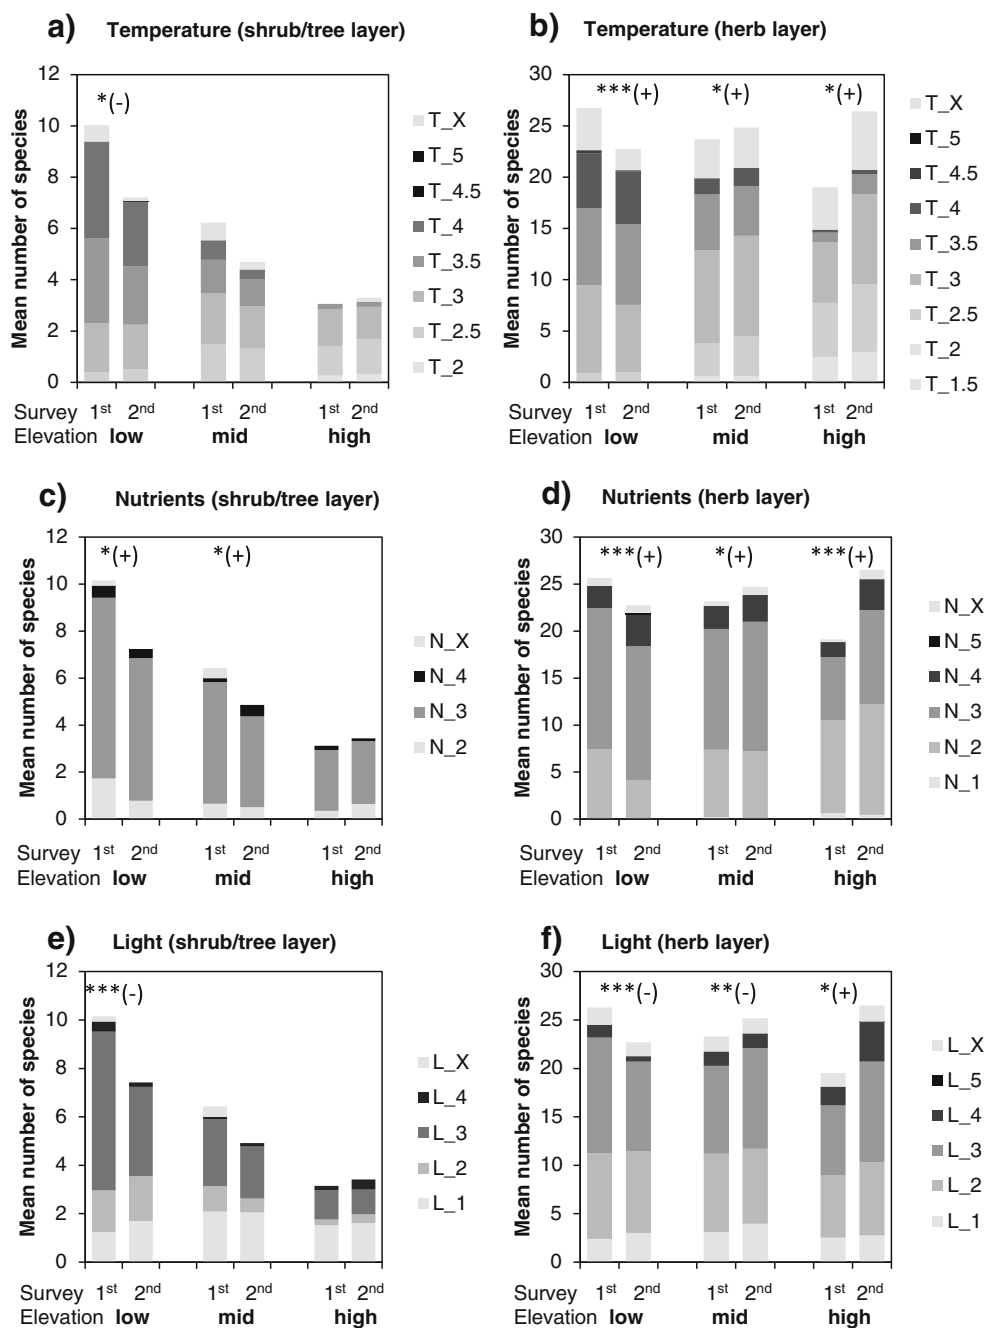 a) Temperature (shrub/tree layer)
Mean number of species
12
10
8
6
4
2
0
*(-)
T_X
T_5
T_4.5
T_4
T_3.5
T_3
T_2.5
T_2
Survey 1st 2nd 1st 2nd 1st 2nd
Elevation low mid high
b) Temperature (herb layer)
Mean number of species
30
25
20
15
10
5
0
***(+) *(+) *(+)
T_X
T_5
T_4.5
T_4
T_3.5
T_3
T_2.5
T_2
T_1.5
Survey 1st 2nd 1st 2nd 1st 2nd
Elevation low mid high
c) Nutrients (shrub/tree layer)
Mean number of species
12
10
8
6
4
2
0
*(+) *(+)
N_X
N_4
N_3
N_2
Survey 1st 2nd 1st 2nd 1st 2nd
Elevation low mid high
d) Nutrients (herb layer)
Mean number of species
30
25
20
15
10
5
0
***(+) *(+) ***(+)
N_X
N_5
N_4
N_3
N_2
N_1
Survey 1st 2nd 1st 2nd 1st 2nd
Elevation low mid high
e) Light (shrub/tree layer)
Mean number of species
12
10
8
6
4
2
0
***(-)
L_X
L_4
L_3
L_2
L_1
Survey 1st 2nd 1st 2nd 1st 2nd
Elevation low mid high
f) Light (herb layer)
Mean number of species
30
25
20
15
10
5
0
***(-) **(-) *(+)
L_X
L_5
L_4
L_3
L_2
L_1
Survey 1st 2nd 1st 2nd 1st 2nd
Elevation low mid high